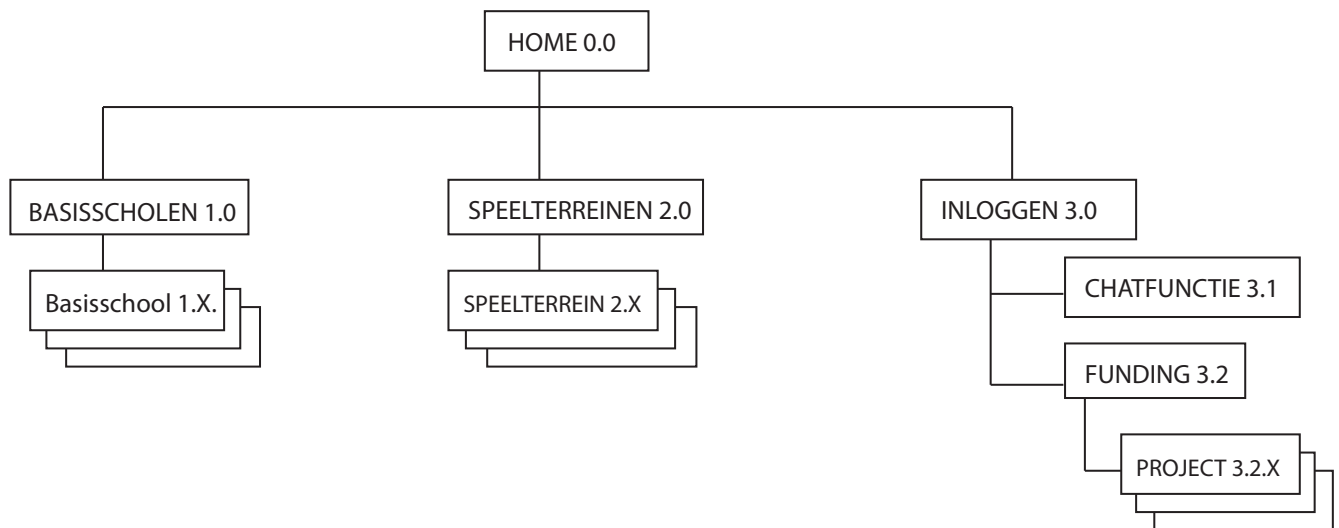 HOME 0.0
BASISSCHOLEN 1.0
SPEELTERREINEN 2.0
INLOGGEN 3.0
Basisschool 1.X.
SPEELTERREIN 2.X
CHATFUNCTIE 3.1
FUNDING 3.2
PROJECT 3.2.X